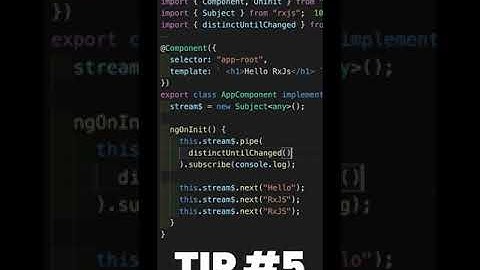 import { Component, OnInit } from
import { Subject } from "rxjs"; 10
import { distinctUntilChanged } from
@Component({
selector: "app-root",
template: ` <h1>Hello RxJs</h1> `
})
export class AppComponent implement
stream$ = new Subject<any>();
ngOnInit() {
this.stream$.pipe(
distinctUntilChanged()
).subscribe(console.log);
this.stream$.next("Hello");
this.stream$.next("RxJS");
this.stream$.next("RxJS");
}
}
TIP #5